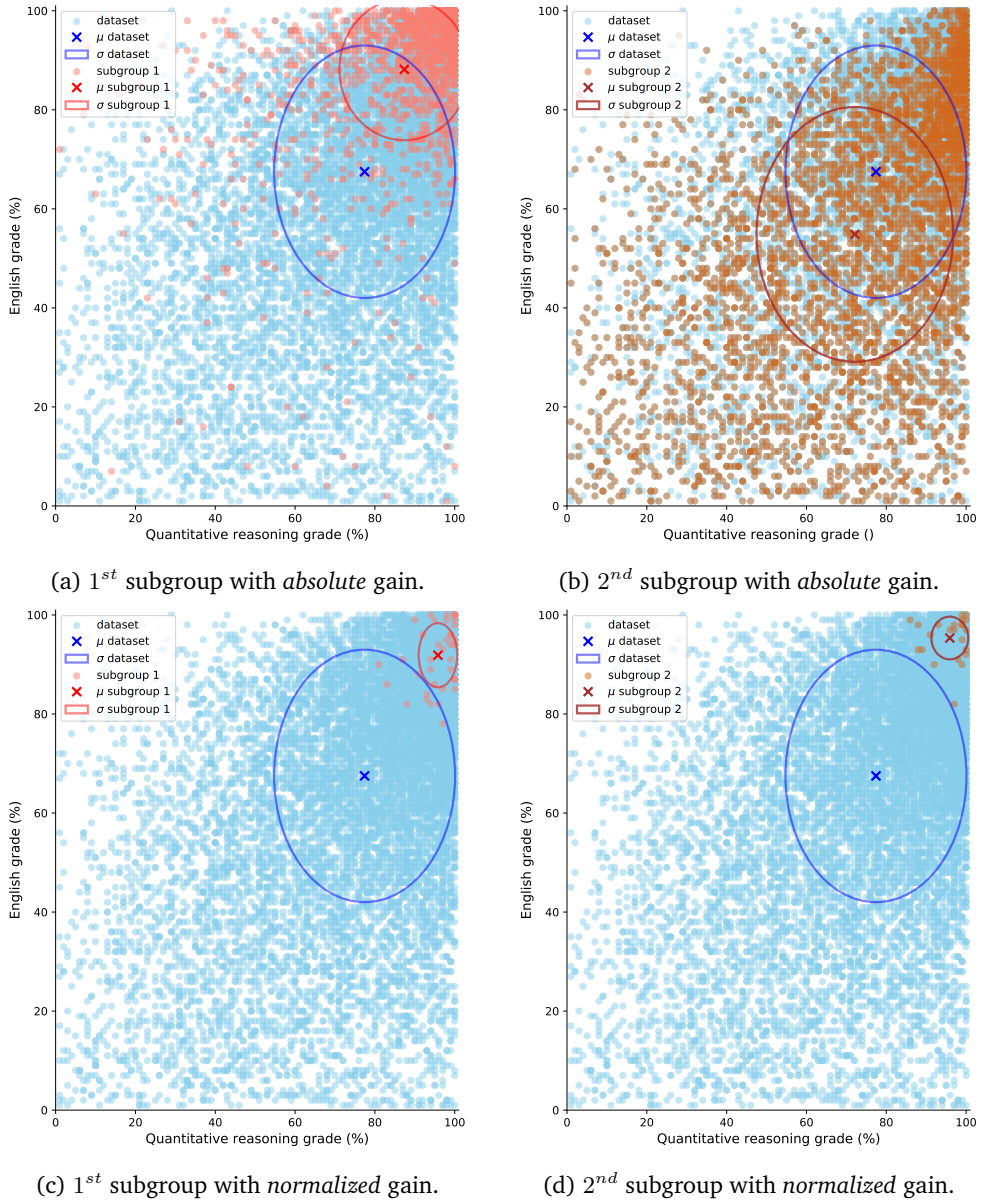 100
80
60
40
20
0
English grade (%)
dataset
μ dataset
σ dataset
subgroup 1
μ subgroup 1
σ subgroup 1
0 20 40 60 80 100
Quantitative reasoning grade (%)
(a) 1st subgroup with absolute gain.
100
80
60
40
20
0
English grade (%)
dataset
μ dataset
σ dataset
subgroup 2
μ subgroup 2
σ subgroup 2
0 20 40 60 80 100
Quantitative reasoning grade ()
(b) 2nd subgroup with absolute gain.
100
80
60
40
20
0
English grade (%)
dataset
μ dataset
σ dataset
subgroup 1
μ subgroup 1
σ subgroup 1
0 20 40 60 80 100
Quantitative reasoning grade (%)
(c) 1st subgroup with normalized gain.
100
80
60
40
20
0
English grade (%)
dataset
μ dataset
σ dataset
subgroup 2
μ subgroup 2
σ subgroup 2
0 20 40 60 80 100
Quantitative reasoning grade (%)
(d) 2nd subgroup with normalized gain.